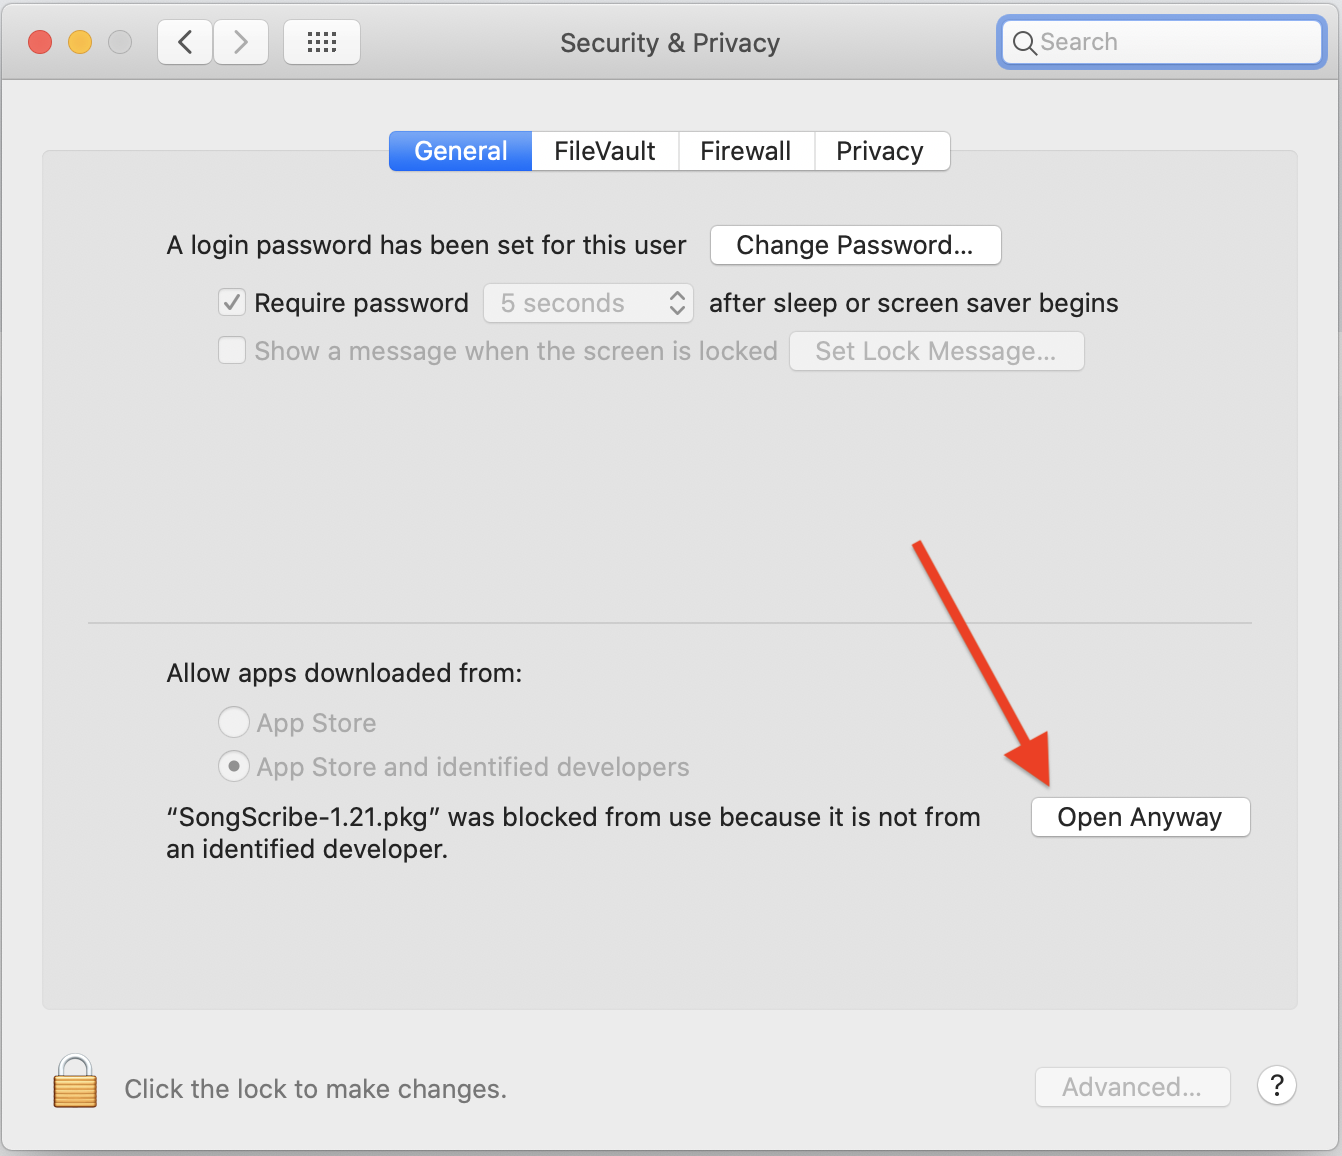 Security & Privacy
Search
General FileVault Firewall Privacy
A login password has been set for this user Change Password...
Require password 5 seconds after sleep or screen saver begins
Show a message when the screen is locked Set Lock Message...
Allow apps downloaded from:
App Store
App Store and identified developers
“SongScribe-1.21.pkg” was blocked from use because it is not from Open Anyway
an identified developer.
Click the lock to make changes. Advanced... ?